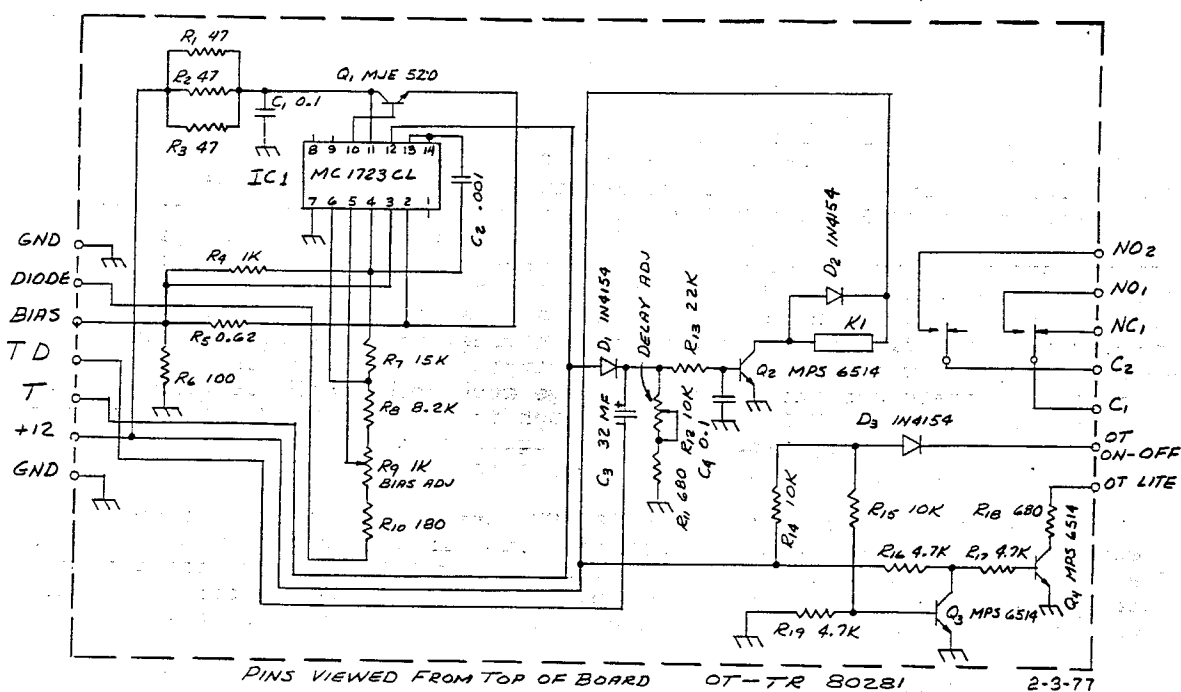 R1 47
R2 47
R3 47
C1 0.1
Q1 MJE 520
8 9 10 11 12 13 14
IC1
MC 1723 CL
7 6 5 4 3 2 1
C2 .001
GND
DIODE
BIAS
TD
T
+12
GND
R4 1K
R5 0.62
R6 100
R7 15K
R8 8.2K
R9 1K
BIAS ADJ
R10 180
D1 1N4154
DELAY ADJ
R13 22K
D2 1N4154
K1
Q2 MPS 6514
C3 32 MF +
R11 680
R12 10K
C4 0.1
NO2
NO1
NC1
C2
C1
OT
ON-OFF
OT LITE
D3 1N4154
R14 10K
R15 10K
R18 680
R16 4.7K
R17 4.7K
Q4 MPS 6514
Q3 MPS 6514
R19 4.7K
PINS VIEWED FROM TOP OF BOARD OT-TR 80281 2-3-77